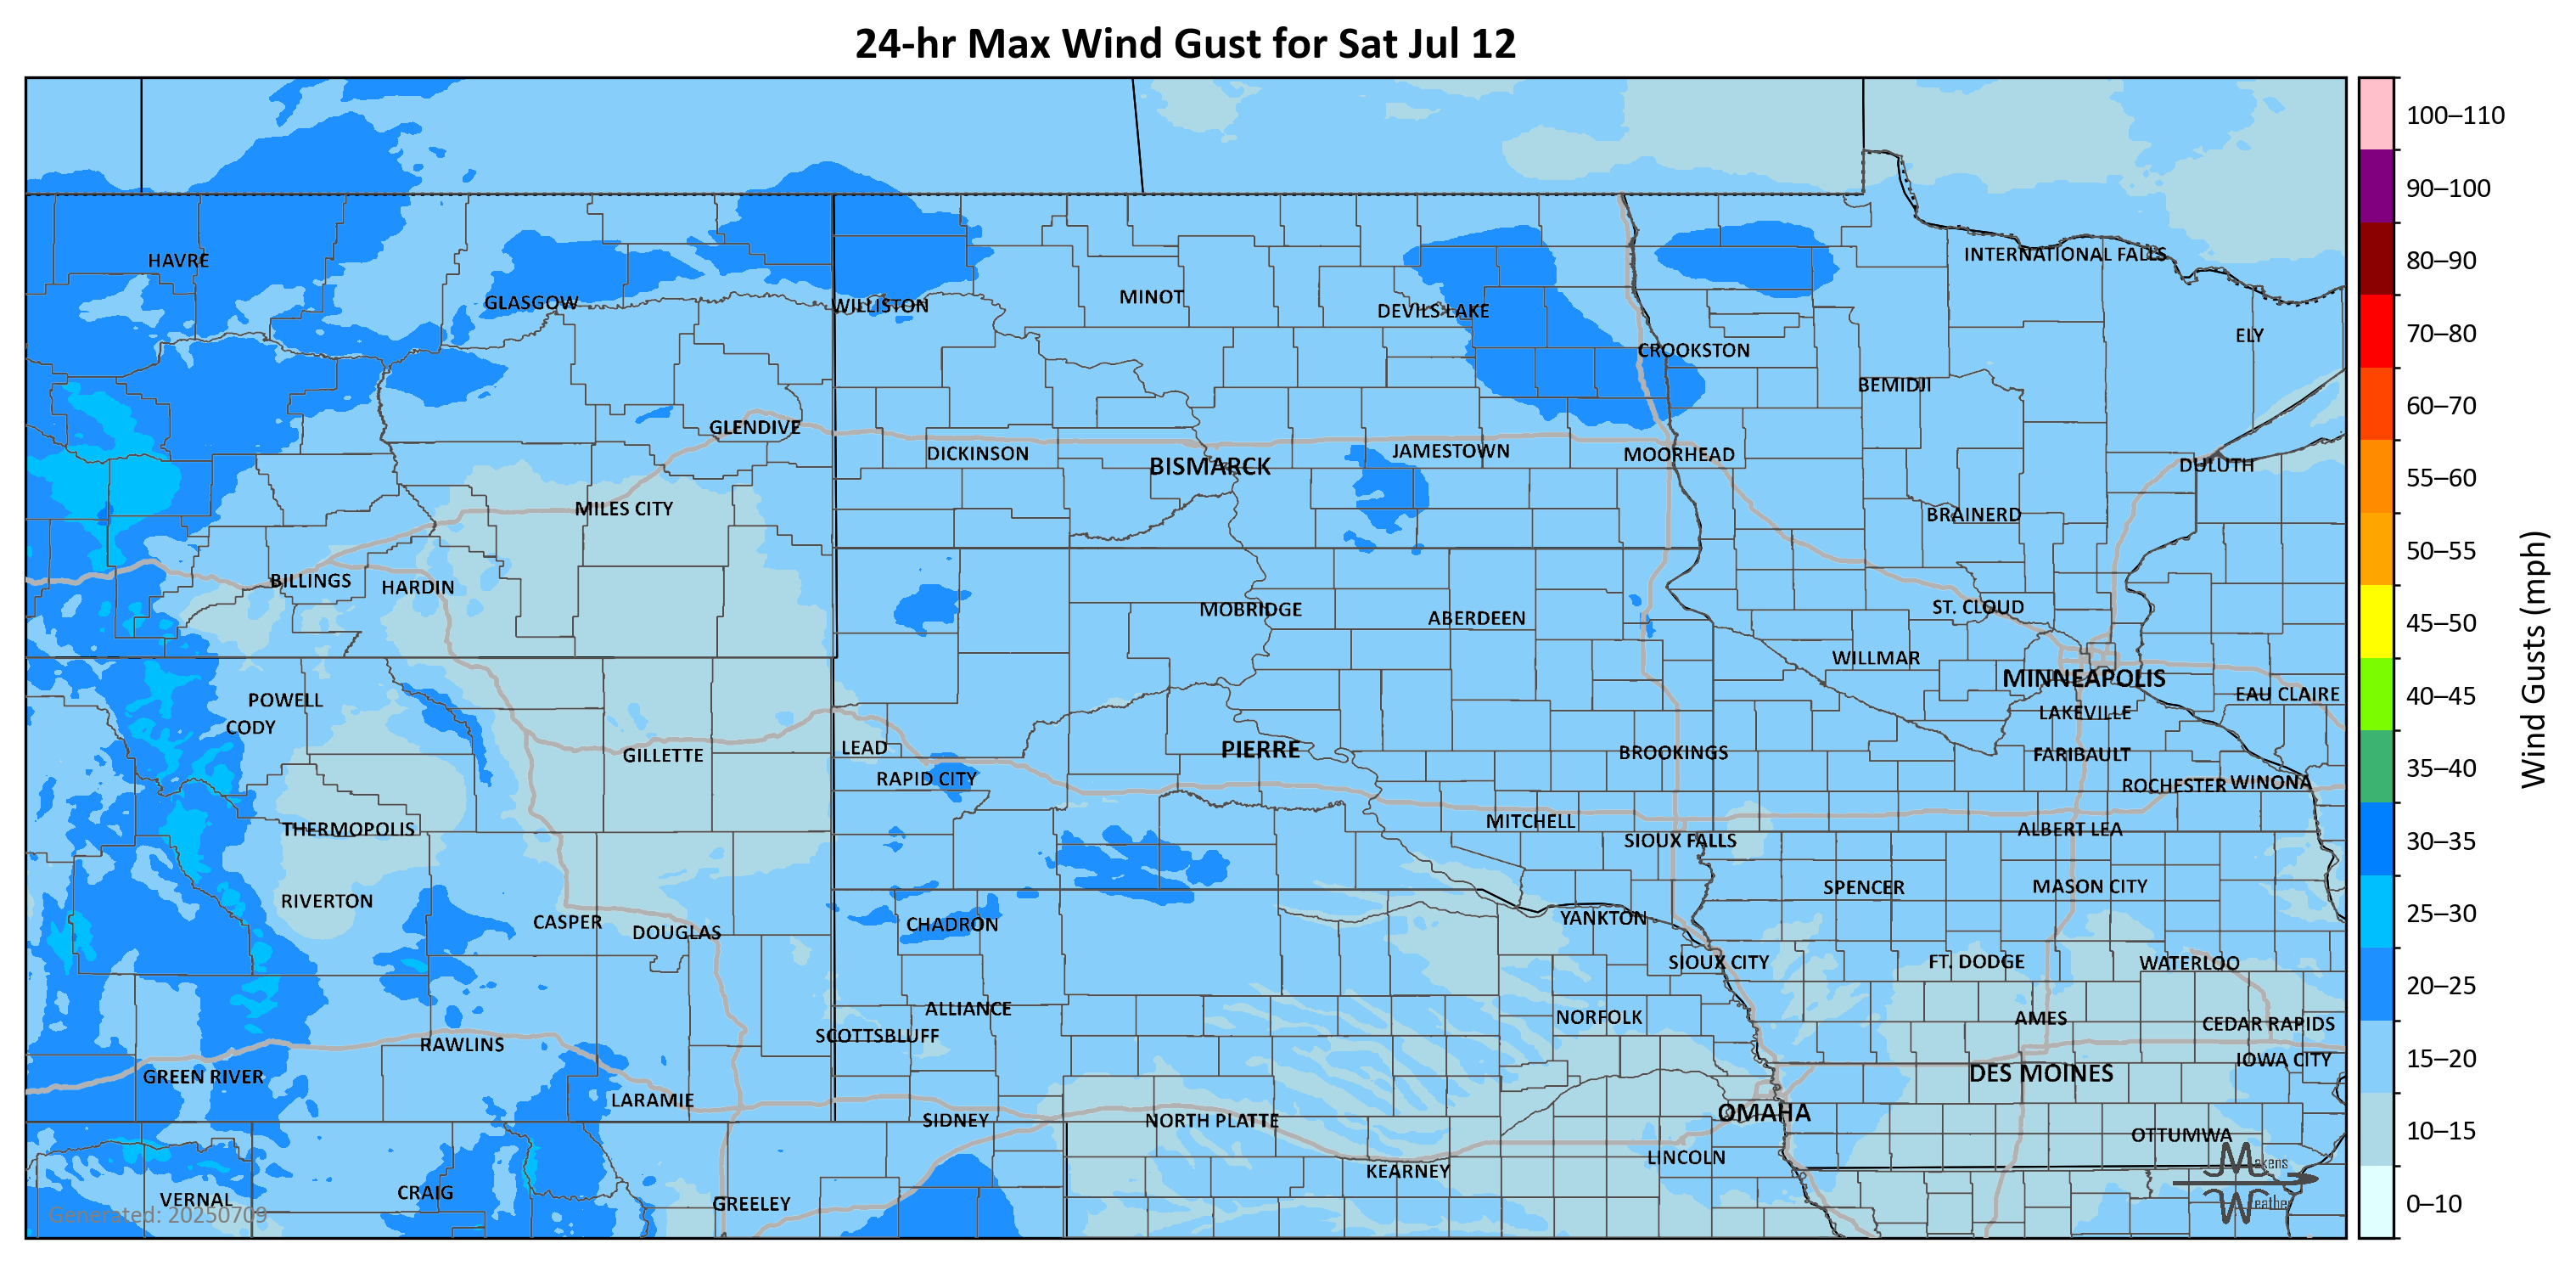 24-hr Max Wind Gust for Sat Jul 12
100–110
90–100
80–90
70–80
60–70
55–60
50–55
45–50
40–45
35–40
30–35
25–30
20–25
15–20
10–15
0–10
Wind Gusts (mph)
HAVRE
INTERNATIONAL FALLS
GLASGOW
WILLISTON
MINOT
DEVILS LAKE
ELY
CROOKSTON
BEMIDJI
GLENDIVE
DICKINSON
BISMARCK
JAMESTOWN
MOORHEAD
DULUTH
MILES CITY
BRAINERD
BILLINGS
HARDIN
MOBRIDGE
ABERDEEN
ST. CLOUD
WILLMAR
MINNEAPOLIS
EAU CLAIRE
POWELL
CODY
LAKEVILLE
GILLETTE
LEAD
PIERRE
BROOKINGS
FARIBAULT
RAPID CITY
ROCHESTER
WINONA
THERMOPOLIS
MITCHELL
SIOUX FALLS
ALBERT LEA
RIVERTON
SPENCER
MASON CITY
CASPER
DOUGLAS
CHADRON
YANKTON
SIOUX CITY
FT. DODGE
WATERLOO
ALLIANCE
NORFOLK
AMES
CEDAR RAPIDS
SCOTTSBLUFF
RAWLINS
IOWA CITY
GREEN RIVER
DES MOINES
LARAMIE
SIDNEY
NORTH PLATTE
OMAHA
OTTUMWA
KEARNEY
LINCOLN
VERNAL
CRAIG
GREELEY
Generated: 20250709
Makens
Weather